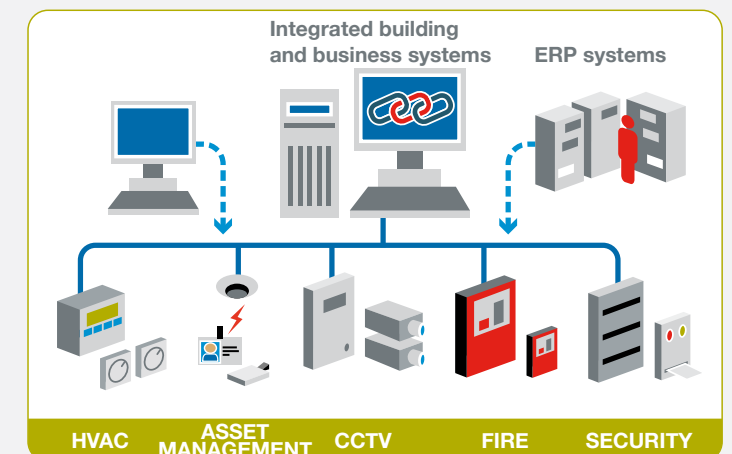 Integrated building
and business systems
ERP systems
HVAC
ASSET
MANAGEMENT
CCTV
FIRE
SECURITY